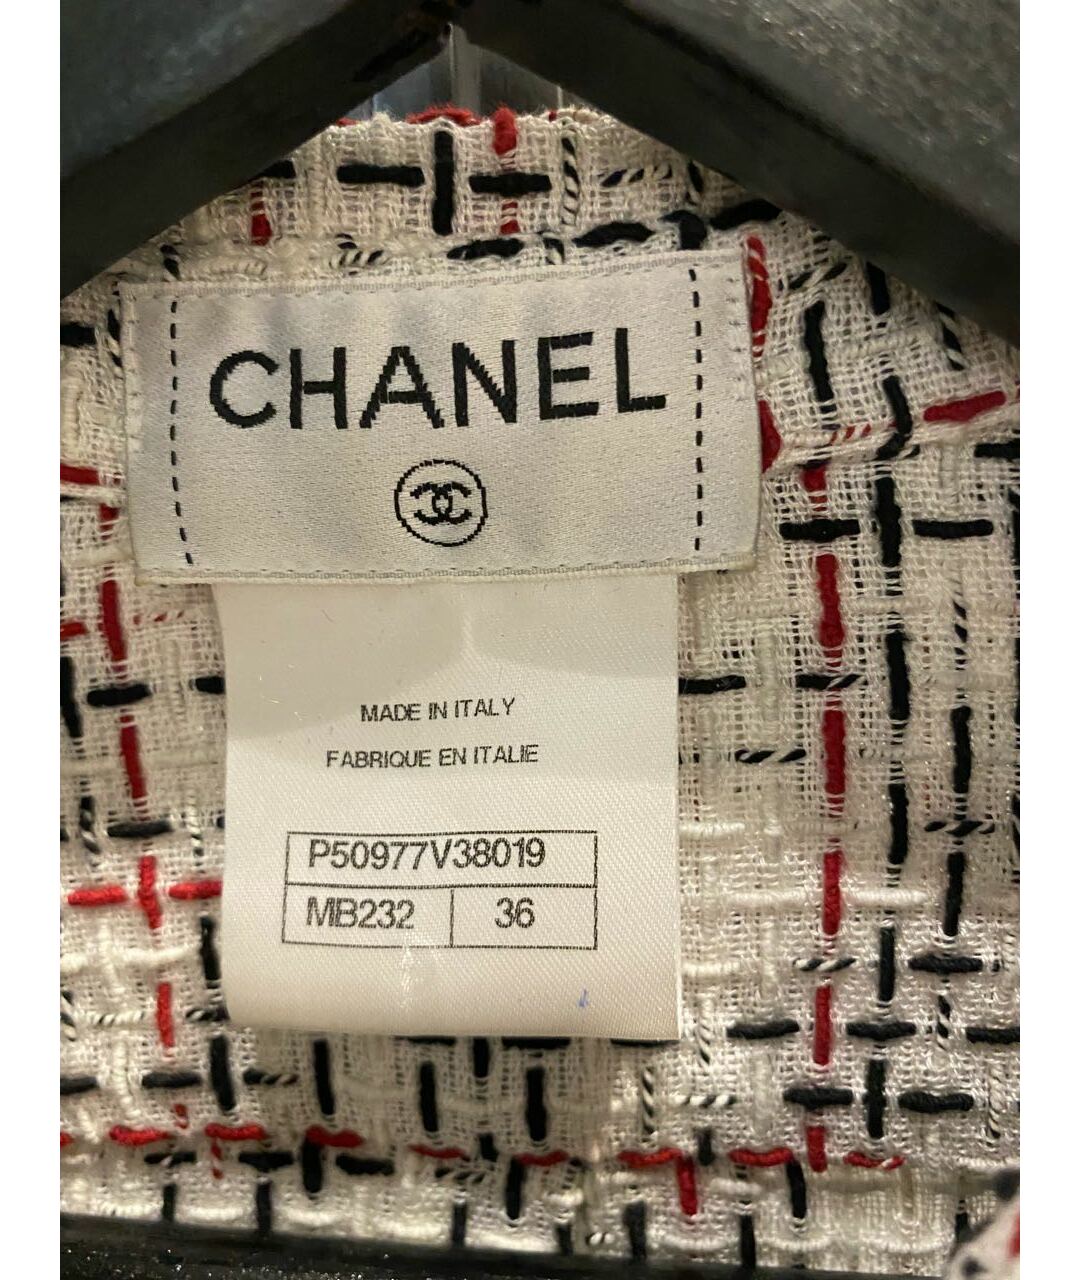 CHANEL
MADE IN ITALY
FABRIQUE EN ITALIE
P50977V38019
MB232 36